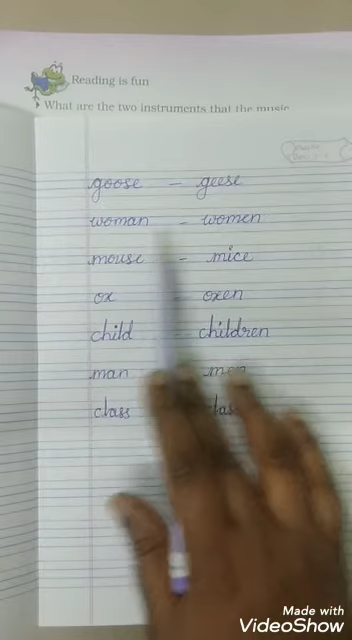 Reading is fun
What are the two instruments that the music
goose - geese
woman - women
mouse - mice
ox - oxen
child - children
man - men
class
Made with
VideoShow